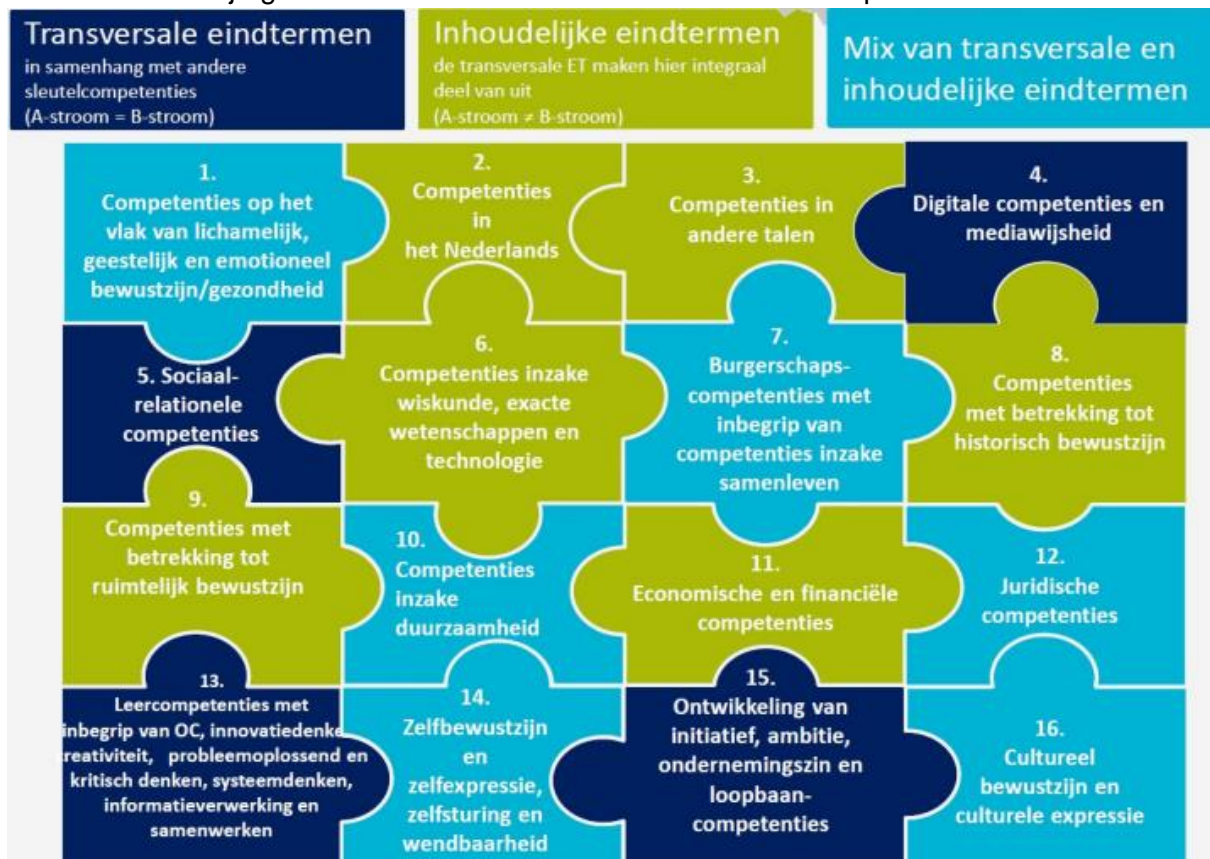 Transversale eindtermen
in samenhang met andere
sleutelcompetenties
(A-stroom = B-stroom)
Inhoudelijke eindtermen
de transversale ET maken hier integraal
deel van uit
(A-stroom ≠ B-stroom)
Mix van transversale en
inhoudelijke eindtermen
1.
Competenties op het
vlak van lichamelijk,
geestelijk en emotioneel
bewustzijn/gezondheid
2.
Competenties
in
het Nederlands
3.
Competenties in
andere talen
4.
Digitale competenties en
mediawijsheid
5. Sociaal-
relationele
competenties
6.
Competenties inzake
wiskunde, exacte
wetenschappen en
technologie
7.
Burgerschaps-
competenties met
inbegrip van
competenties inzake
samenleven
8.
Competenties
met betrekking tot
historisch bewustzijn
9.
Competenties met
betrekking tot
ruimtelijk bewustzijn
10.
Competenties
inzake
duurzaamheid
11.
Economische en financiële
competenties
12.
Juridische
competenties
13.
Leercompetenties met
inbegrip van OC, innovatiedenke
reativiteit, probleemoplossend en
kritisch denken, systeemdenken,
informatieverwerking en
samenwerken
14.
Zelfbewustzijn
en
zelfexpressie,
zelfsturing en
wendbaarheid
15.
Ontwikkeling van
initiatief, ambitie,
ondernemingszin en
loopbaan-
competenties
16.
Cultureel
bewustzijn en
culturele expressie